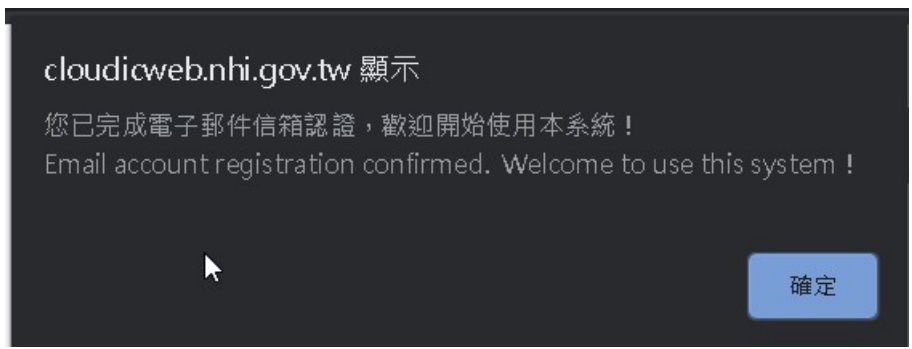 cloudicweb.nhi.gov.tw 顯示
您已完成電子郵件信箱認證，歡迎開始使用本系統！
Email account registration confirmed. Welcome to use this system !
確定